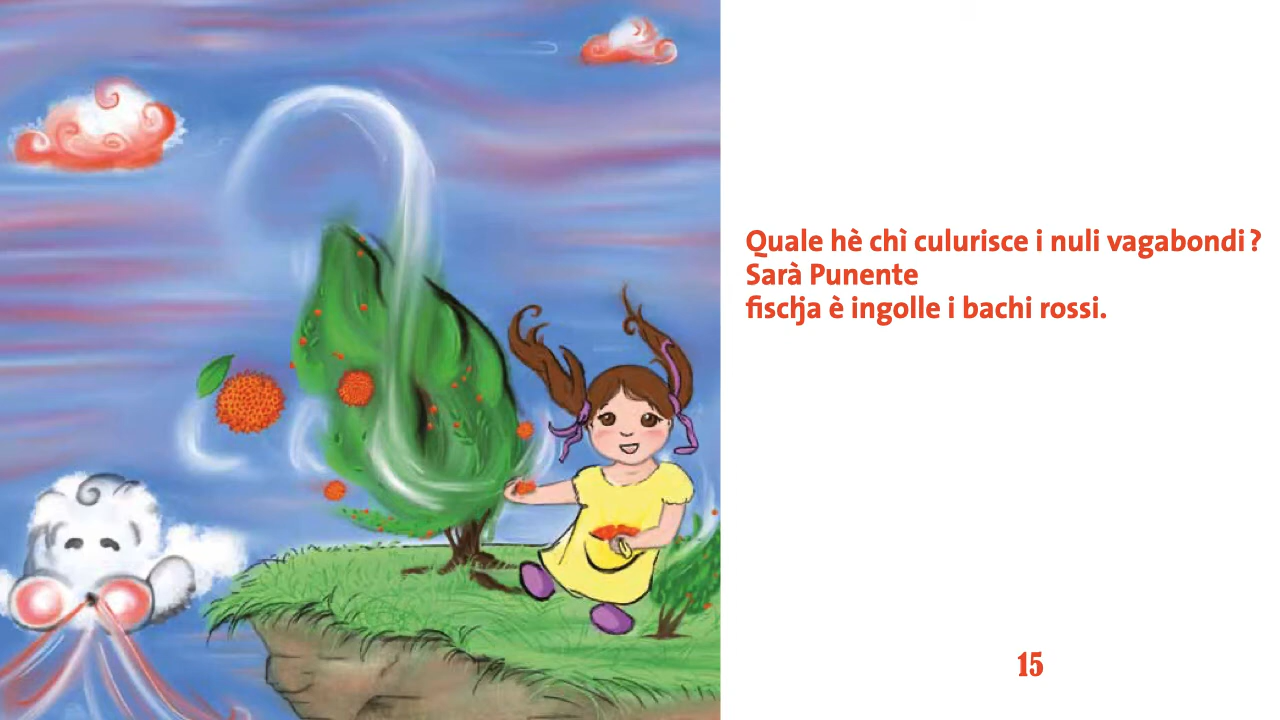 Quale hè chì culurisce i nuli vagabondi ?
Sarà Punente
fischja è ingolle i bachi rossi.
15